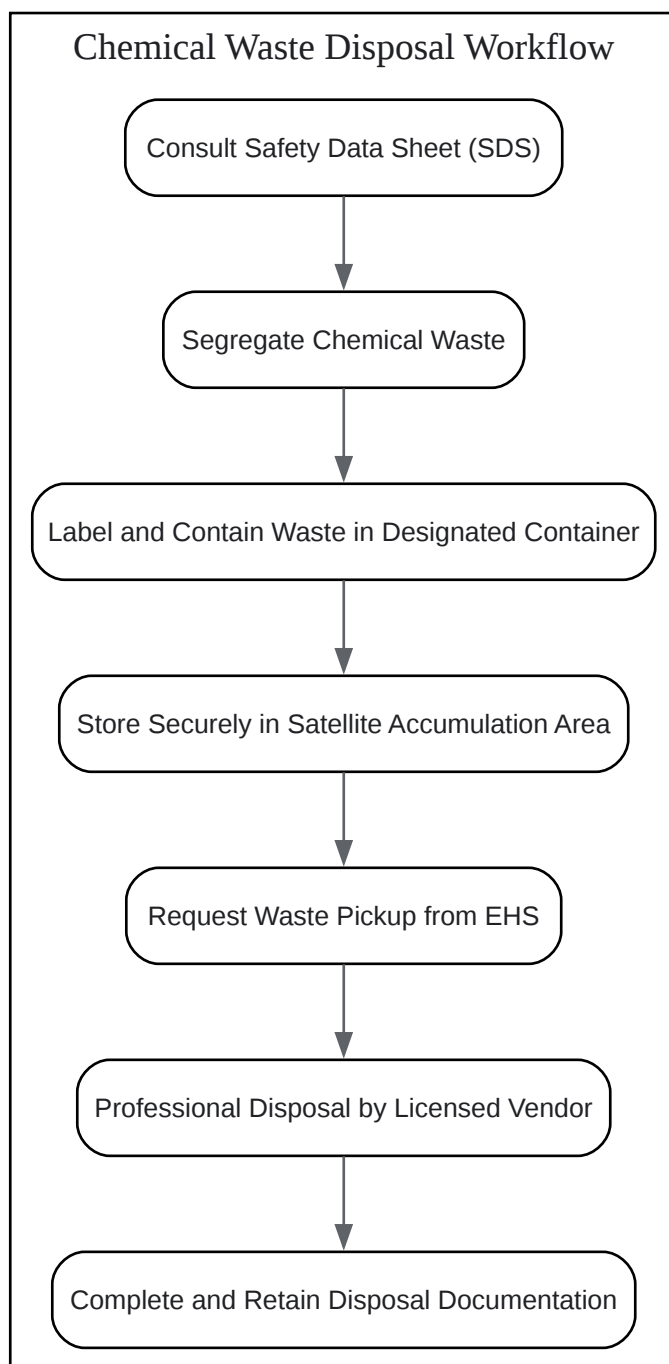 Chemical Waste Disposal Workflow
Consult Safety Data Sheet (SDS)
Segregate Chemical Waste
Label and Contain Waste in Designated Container
Store Securely in Satellite Accumulation Area
Request Waste Pickup from EHS
Professional Disposal by Licensed Vendor
Complete and Retain Disposal Documentation